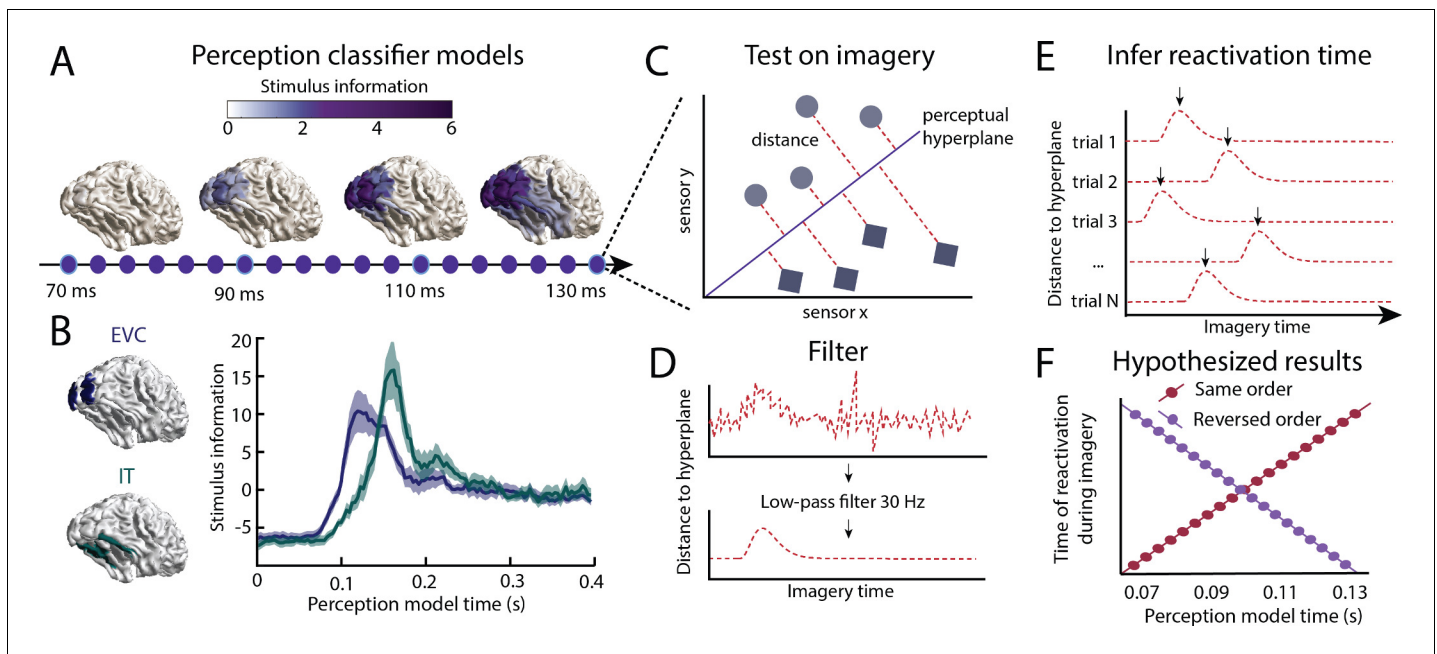 A
Perception classifier models
Stimulus information
0 2 4 6
70 ms 90 ms 110 ms 130 ms
B
EVC
IT
Stimulus information
20
15
10
5
0
-5
0 0.1 0.2 0.3 0.4
Perception model time (s)
C
Test on imagery
distance
perceptual
hyperplane
sensor y
sensor x
D
Filter
Distance to hyperplane
Low-pass filter 30 Hz
Imagery time
E
Infer reactivation time
Distance to hyperplane
trial 1
trial 2
trial 3
...
trial N
Imagery time
F
Hypothesized results
Same order
Reversed order
Time of reactivation
during imagery
0.07 0.09 0.11 0.13
Perception model time (s)